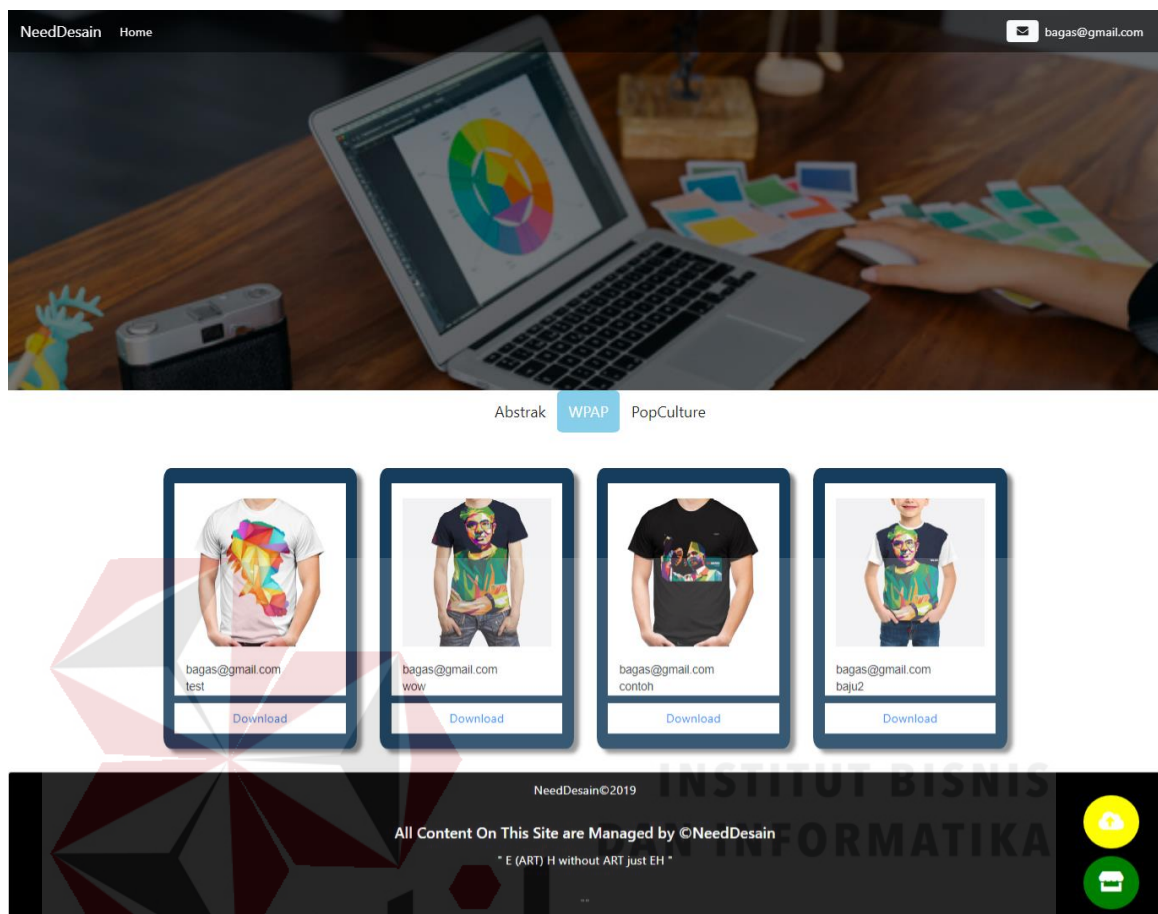 NeedDesain Home bagas@gmail.com
Abstrak WPAP PopCulture
bagas@gmail.com
test
Download
bagas@gmail.com
wow
Download
bagas@gmail.com
contoh
Download
bagas@gmail.com
baju2
Download
NeedDesain©2019
All Content On This Site are Managed by ©NeedDesain
" E (ART) H without ART just EH "
""
INSTITUT BISNIS
DAN INFORMATIKA